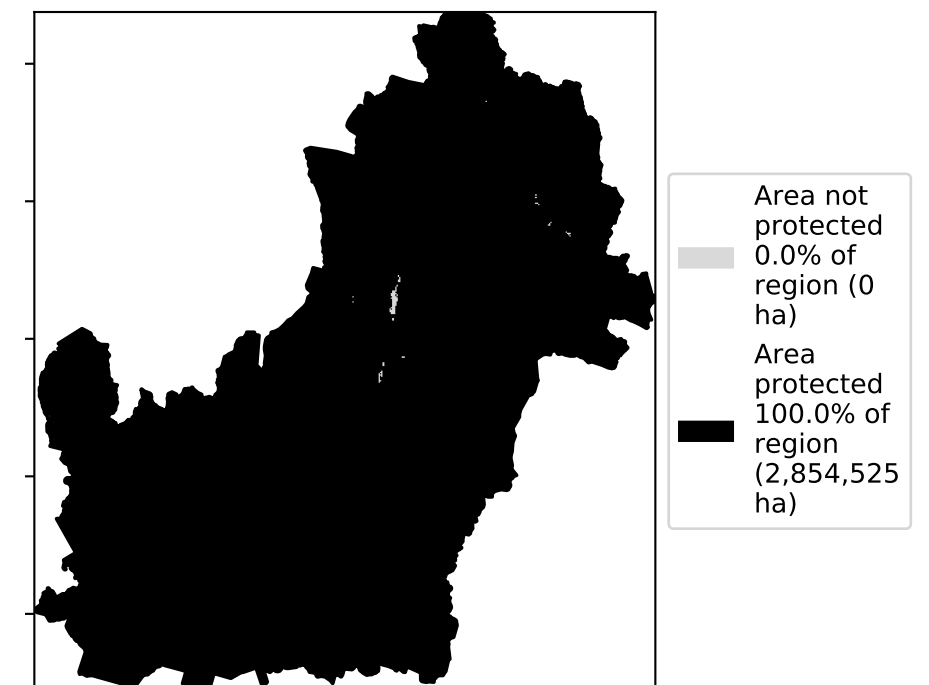 Area not
protected
0.0% of
region (0
ha)
Area
protected
100.0% of
region
(2,854,525
ha)